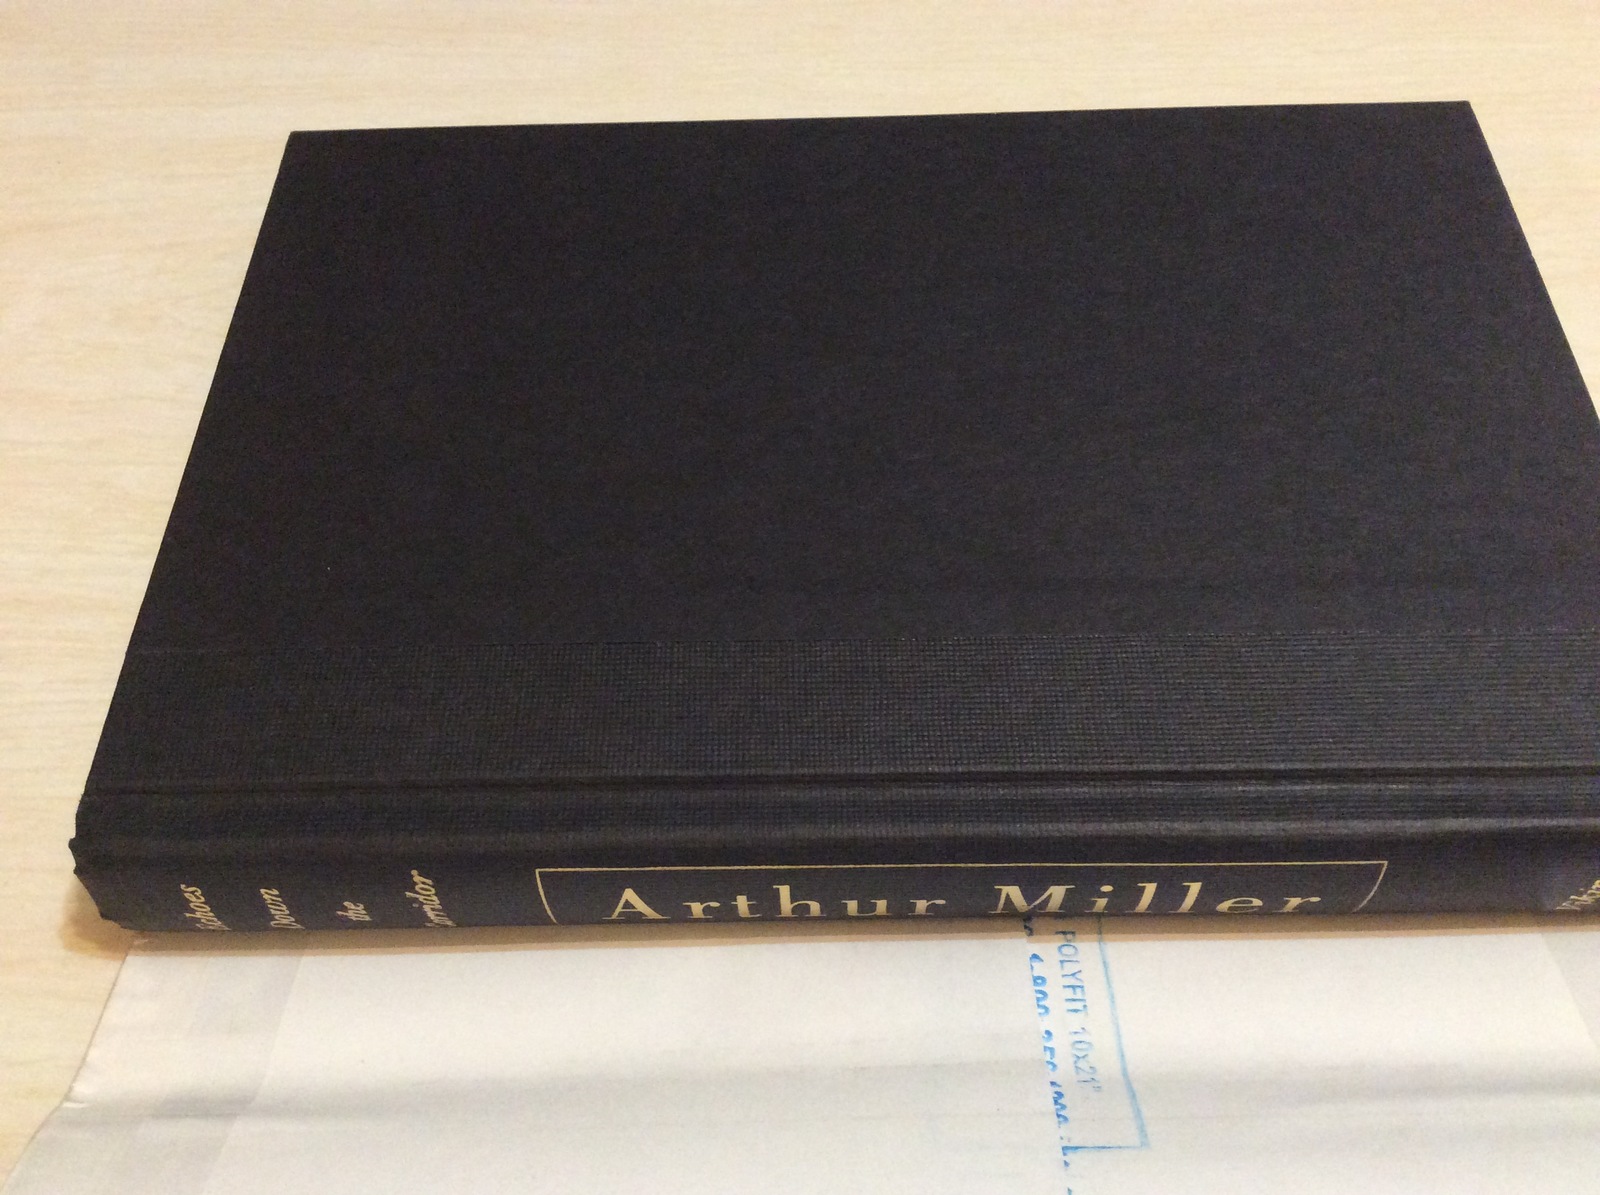 Echoes
Down
the
Corridor
Arthur Miller
POLYFIT 10x21"